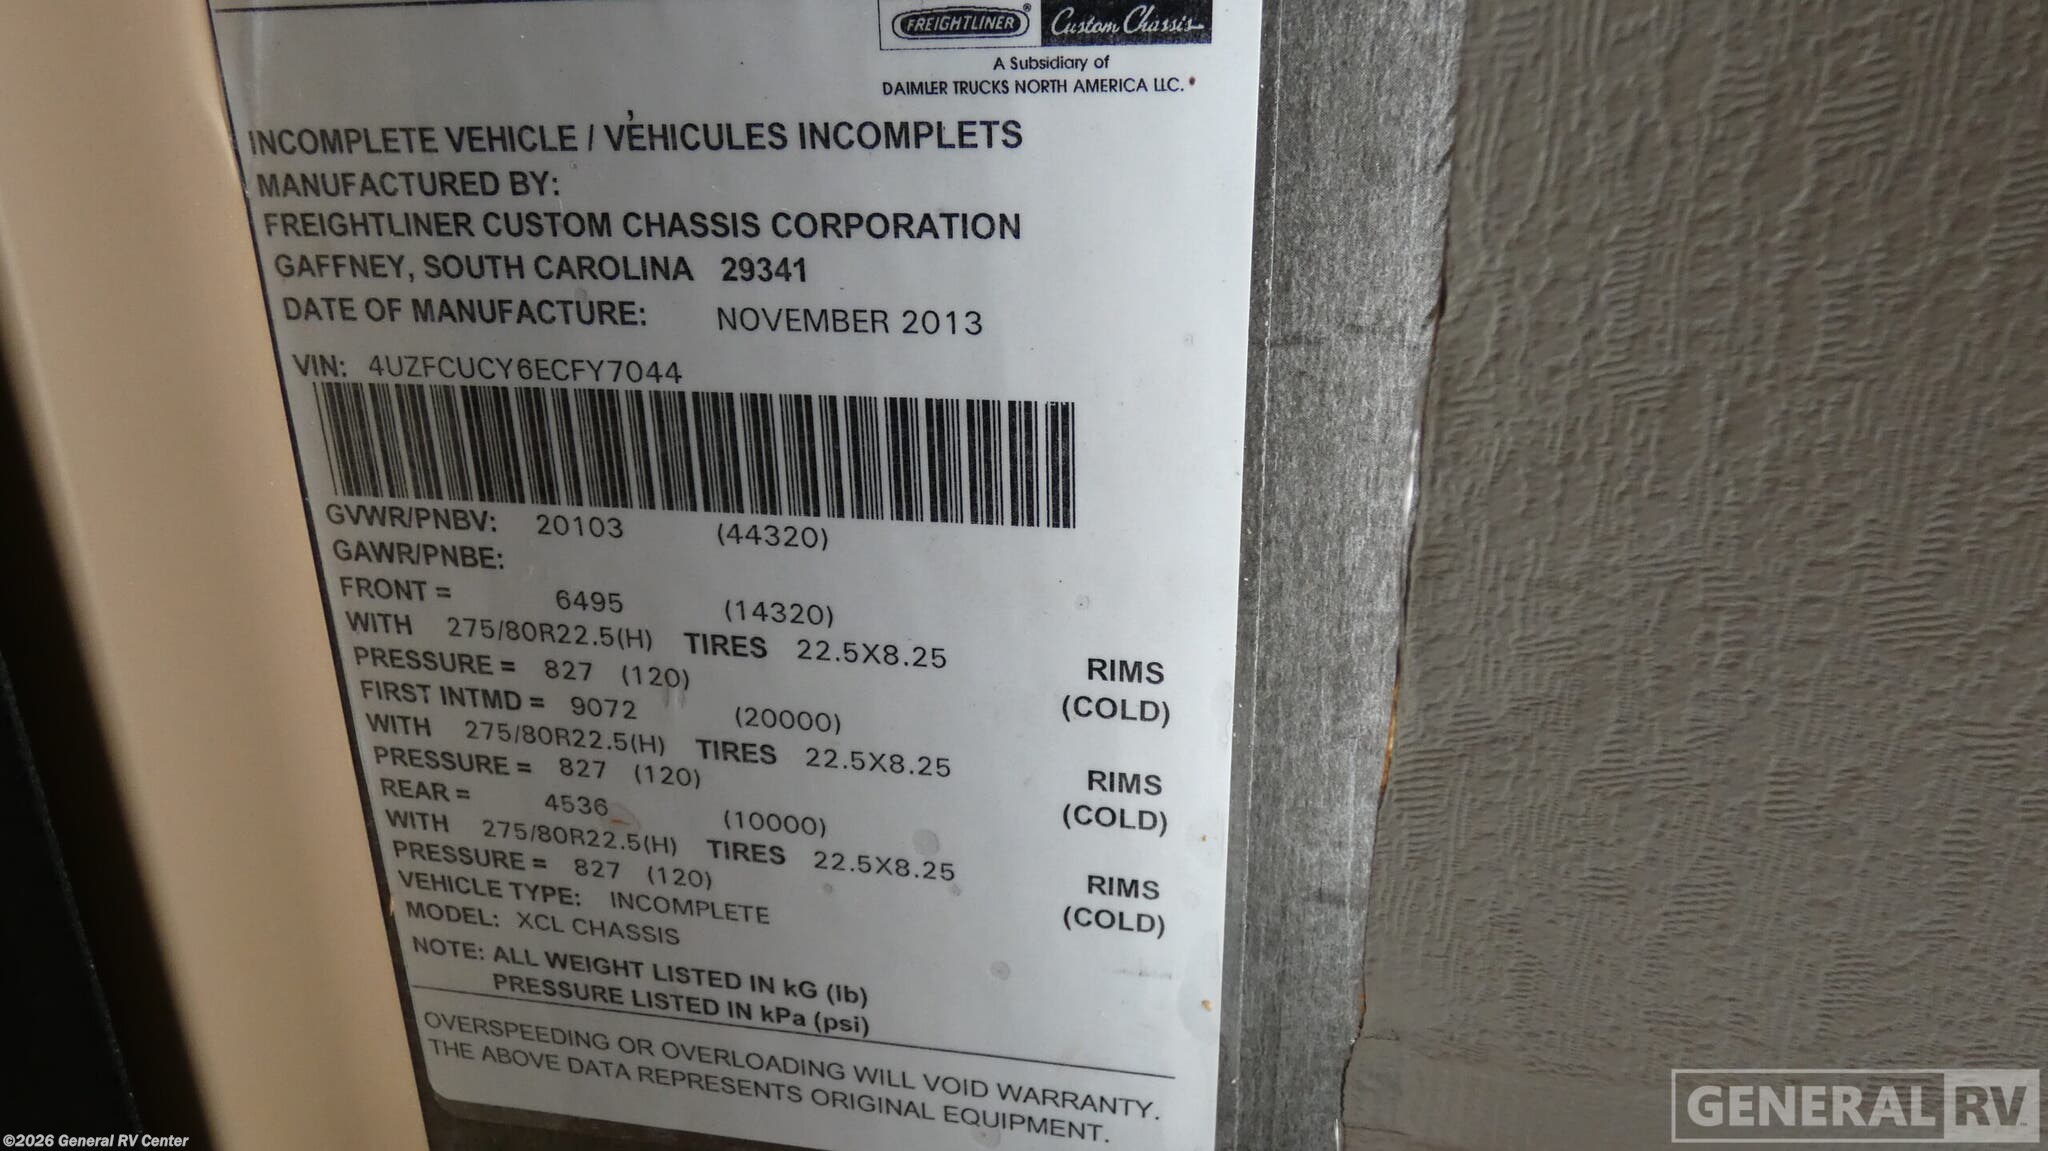 FREIGHTLINER® Custom Chassis
A Subsidiary of
DAIMLER TRUCKS NORTH AMERICA LLC.
INCOMPLETE VEHICLE / VÉHICULES INCOMPLETS
MANUFACTURED BY:
FREIGHTLINER CUSTOM CHASSIS CORPORATION
GAFFNEY, SOUTH CAROLINA 29341
DATE OF MANUFACTURE: NOVEMBER 2013
VIN: 4UZFCUCY6ECFY7044
GVWR/PNBV: 20103 (44320)
GAWR/PNBE:
FRONT = 6495 (14320)
WITH 275/80R22.5(H) TIRES 22.5X8.25 RIMS
PRESSURE = 827 (120) (COLD)
FIRST INTMD = 9072 (20000)
WITH 275/80R22.5(H) TIRES 22.5X8.25 RIMS
PRESSURE = 827 (120) (COLD)
REAR = 4536 (10000)
WITH 275/80R22.5(H) TIRES 22.5X8.25 RIMS
PRESSURE = 827 (120) (COLD)
VEHICLE TYPE: INCOMPLETE
MODEL: XCL CHASSIS
NOTE: ALL WEIGHT LISTED IN kG (lb)
PRESSURE LISTED IN kPa (psi)
OVERSPEEDING OR OVERLOADING WILL VOID WARRANTY.
THE ABOVE DATA REPRESENTS ORIGINAL EQUIPMENT.
GENERAL RV
©2026 General RV Center